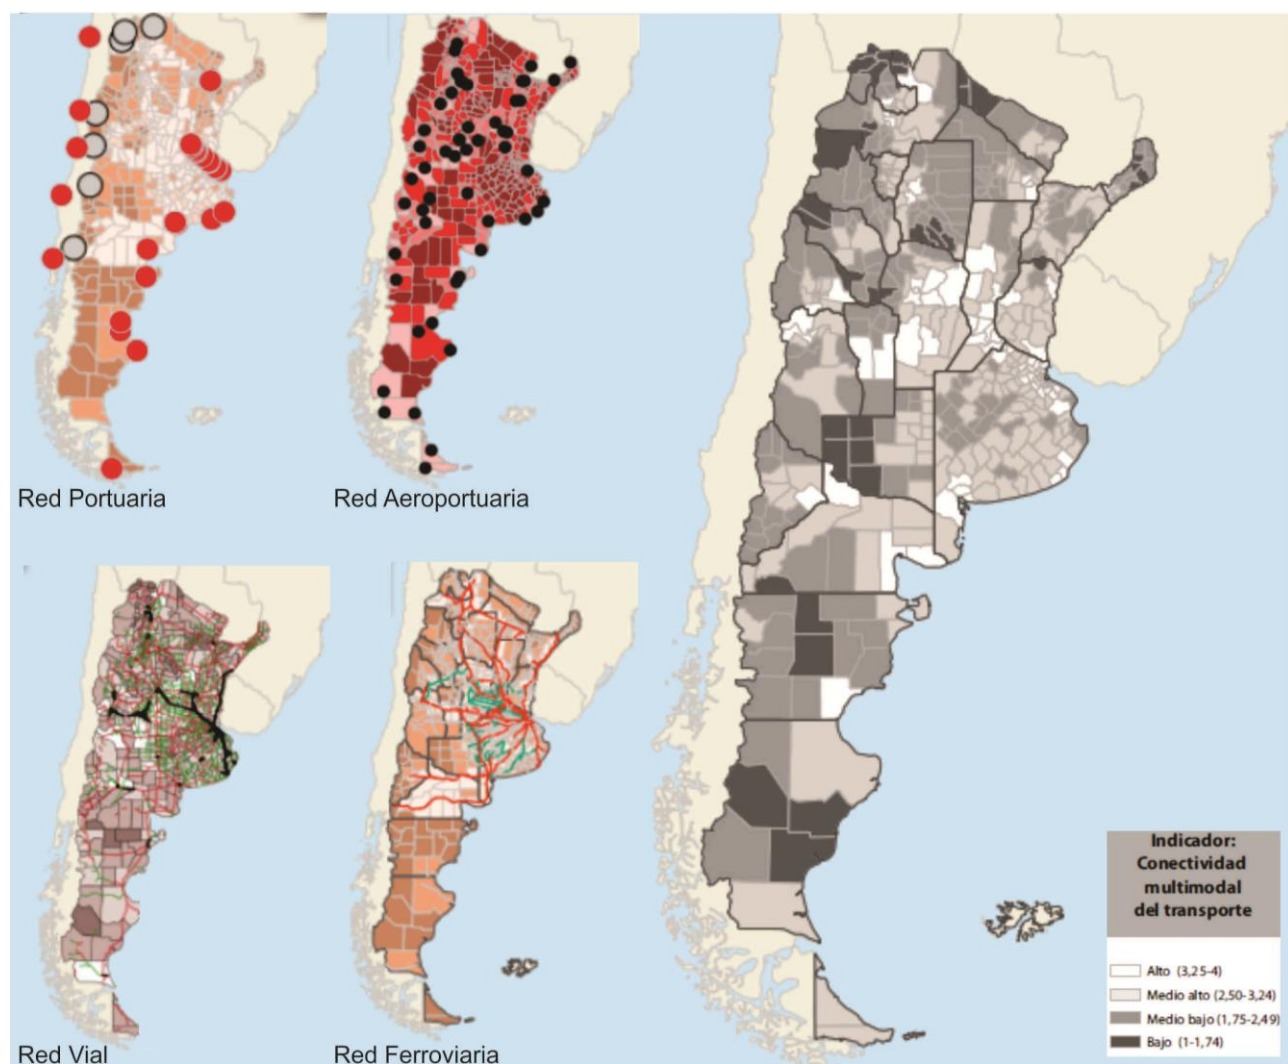 Red Portuaria
Red Aeroportuaria
Red Vial
Red Ferroviaria
Indicador:
Conectividad
multimodal
del transporte
Alto (3,25-4)
Medio alto (2,50-3,24)
Medio bajo (1,75-2,49)
Bajo (1-1,74)